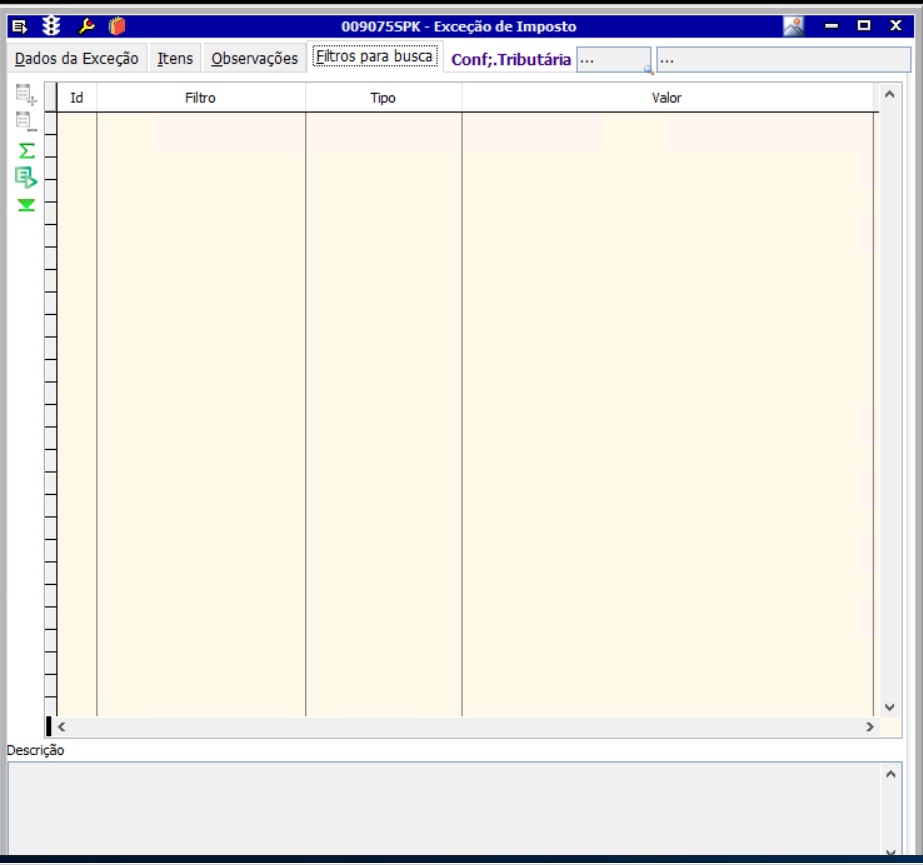 009075SPK - Exceção de Imposto
Dados da Exceção Itens Observações Filtros para busca Conf;.Tributária ... ...
Id Filtro Tipo Valor
Descrição